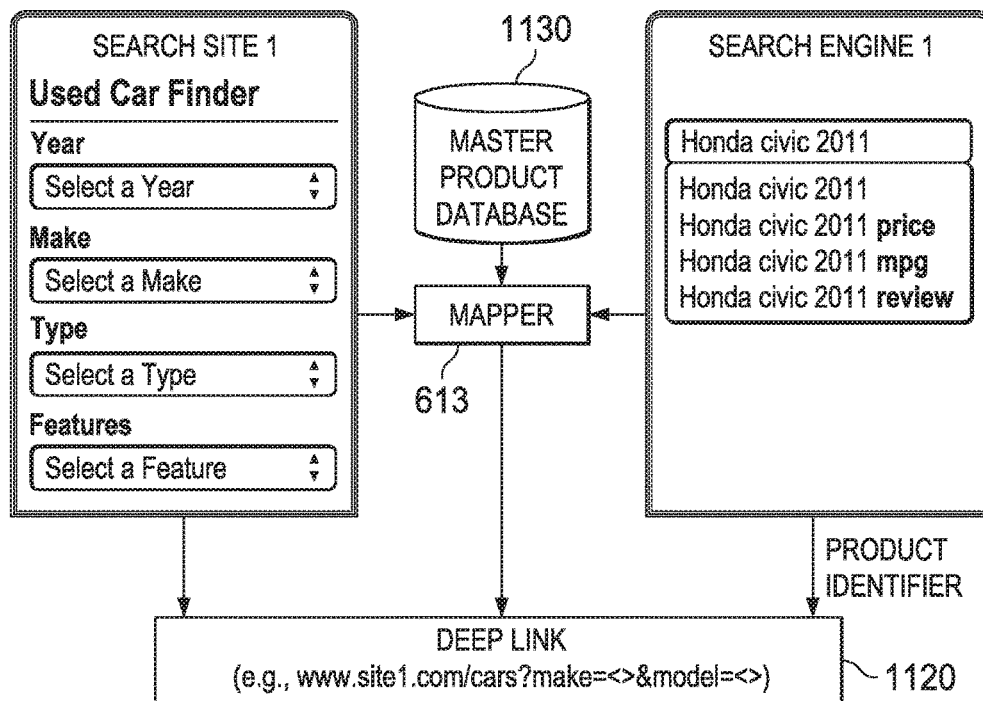 SEARCH SITE 1
Used Car Finder
Year
Select a Year
Make
Select a Make
Type
Select a Type
Features
Select a Feature
1130
MASTER
PRODUCT
DATABASE
MAPPER
613
SEARCH ENGINE 1
Honda civic 2011
Honda civic 2011
Honda civic 2011 price
Honda civic 2011 mpg
Honda civic 2011 review
PRODUCT
IDENTIFIER
DEEP LINK
(e.g., www.site1.com/cars?make=<>&model=<>)
1120